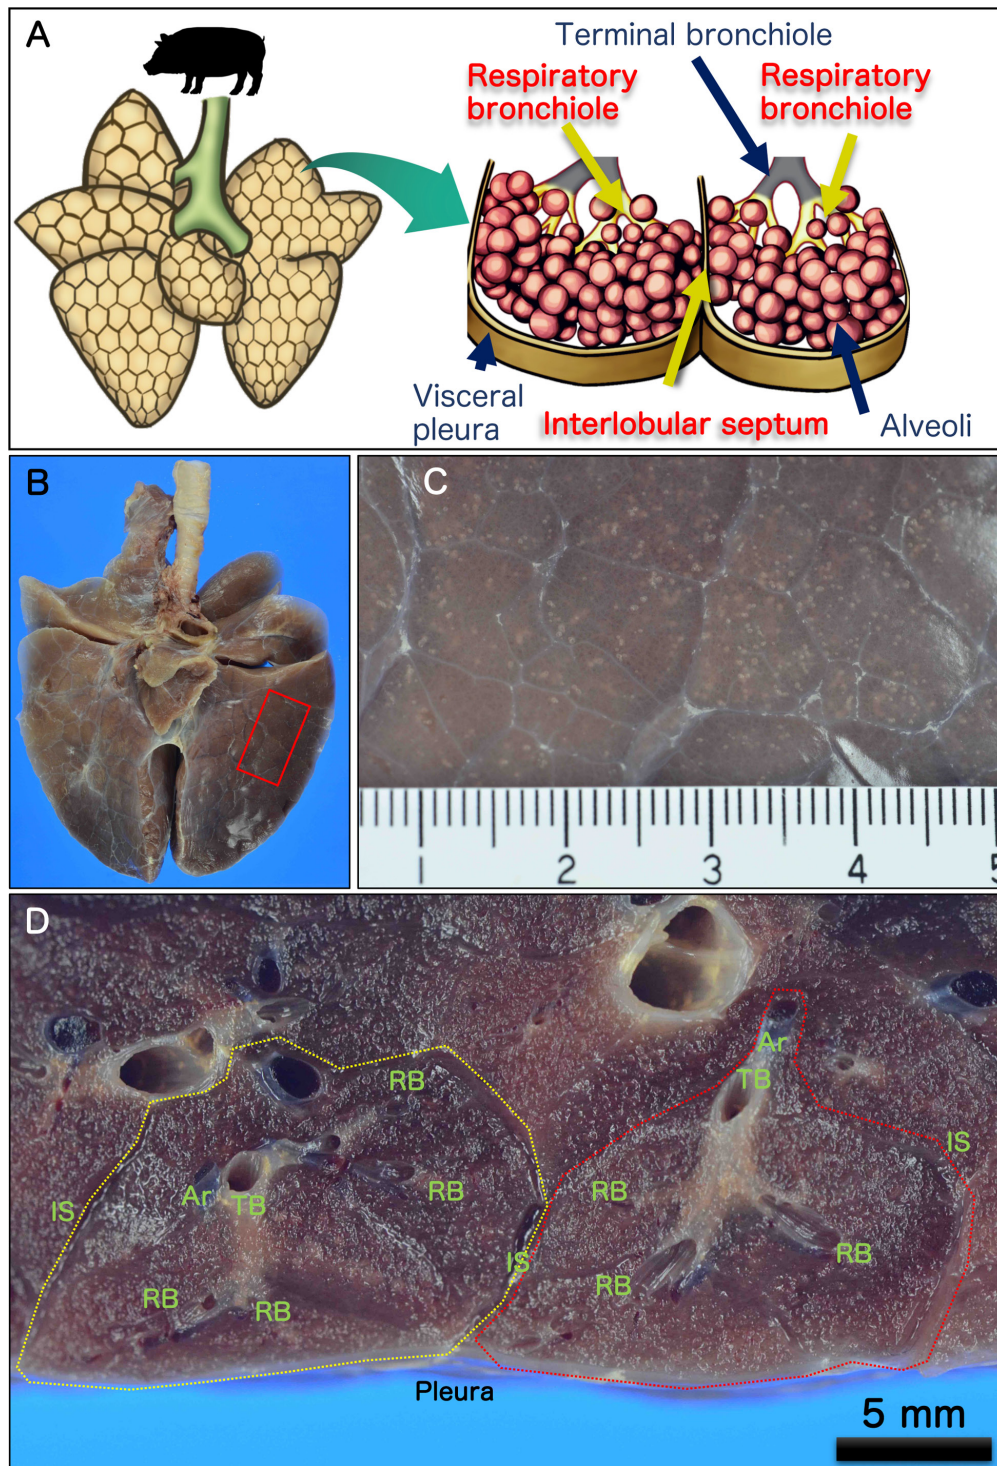 A
Terminal bronchiole
Respiratory
bronchiole
Respiratory
bronchiole
Visceral
pleura
Interlobular septum
Alveoli
B
C
1 2 3 4 5
D
Ar
TB
RB
IS
RB
Ar
TB
RB
IS
IS
RB
RB
RB
RB
RB
Pleura
5 mm